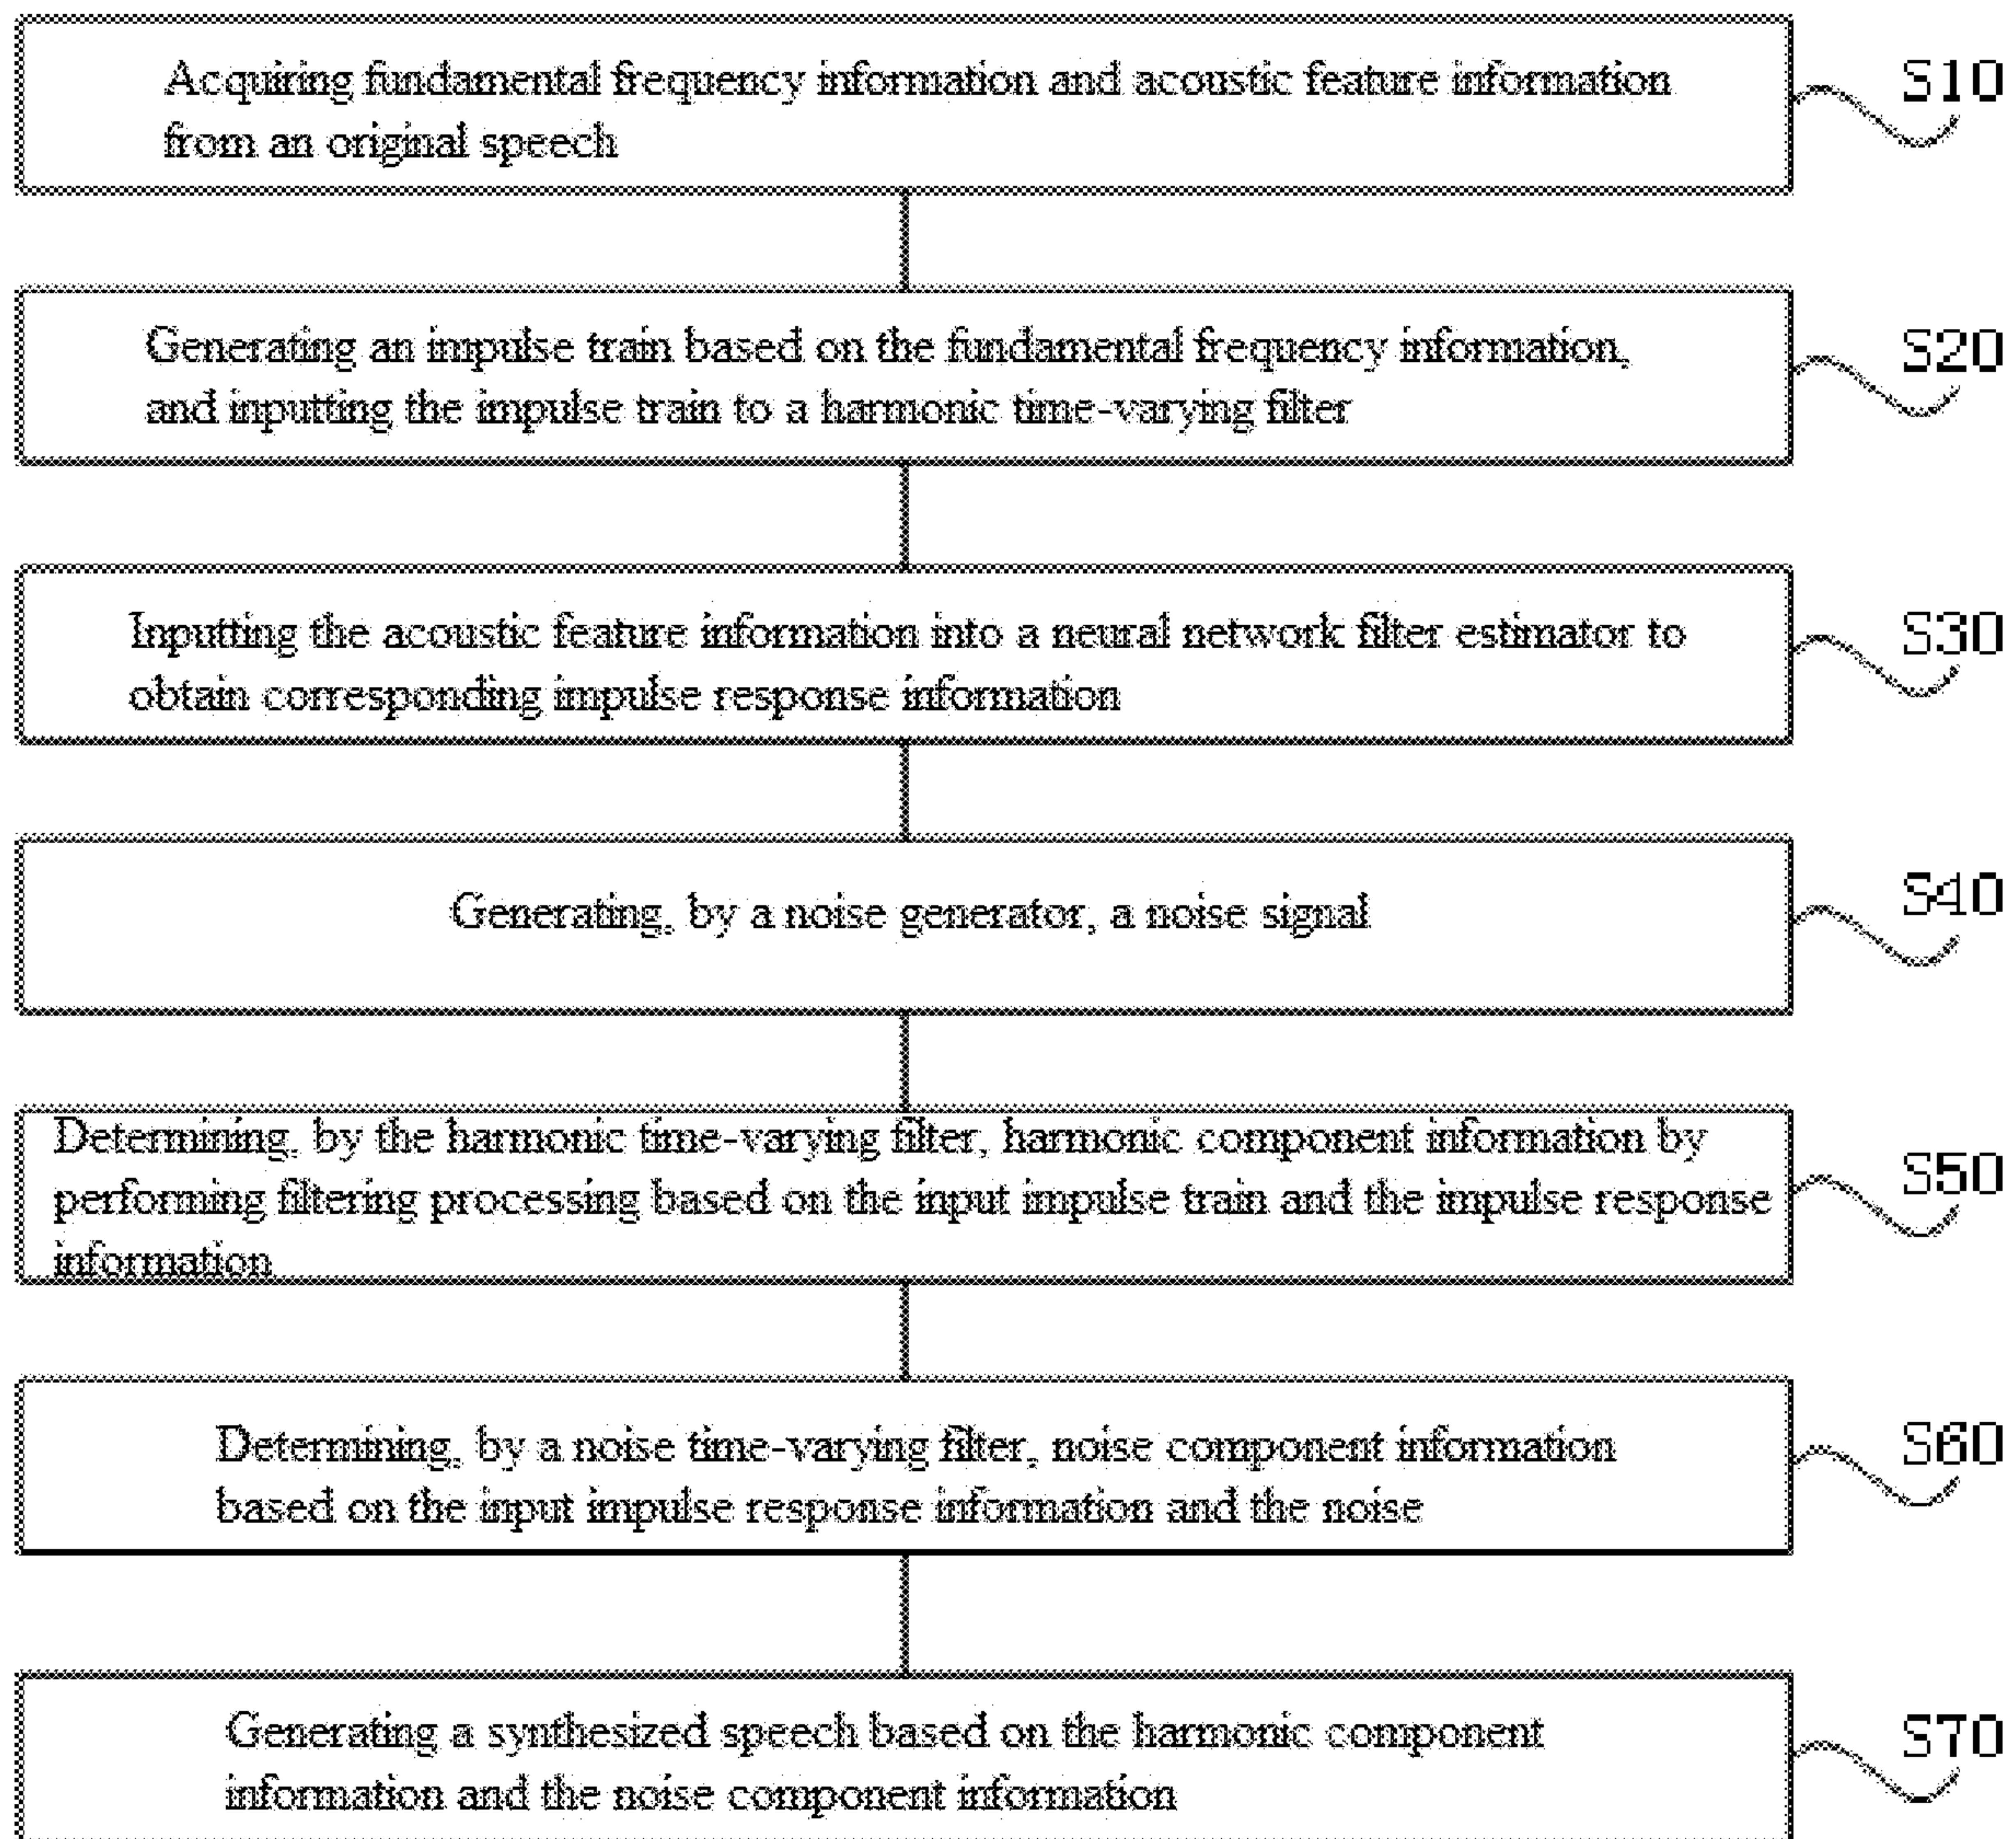 Acquiring fundamental frequency information and acoustic feature information
from an original speech
S10
Generating an impulse train based on the fundamental frequency information,
and inputting the impulse train to a harmonic time-varying filter
S20
Inputting the acoustic feature information into a neural network filter estimator to
obtain corresponding impulse response information
S30
Generating, by a noise generator, a noise signal
S40
Determining, by the harmonic time-varying filter, harmonic component information by
performing filtering processing based on the input impulse train and the impulse response
information
S50
Determining, by a noise time-varying filter, noise component information
based on the input impulse response information and the noise
S60
Generating a synthesized speech based on the harmonic component
information and the noise component information
S70